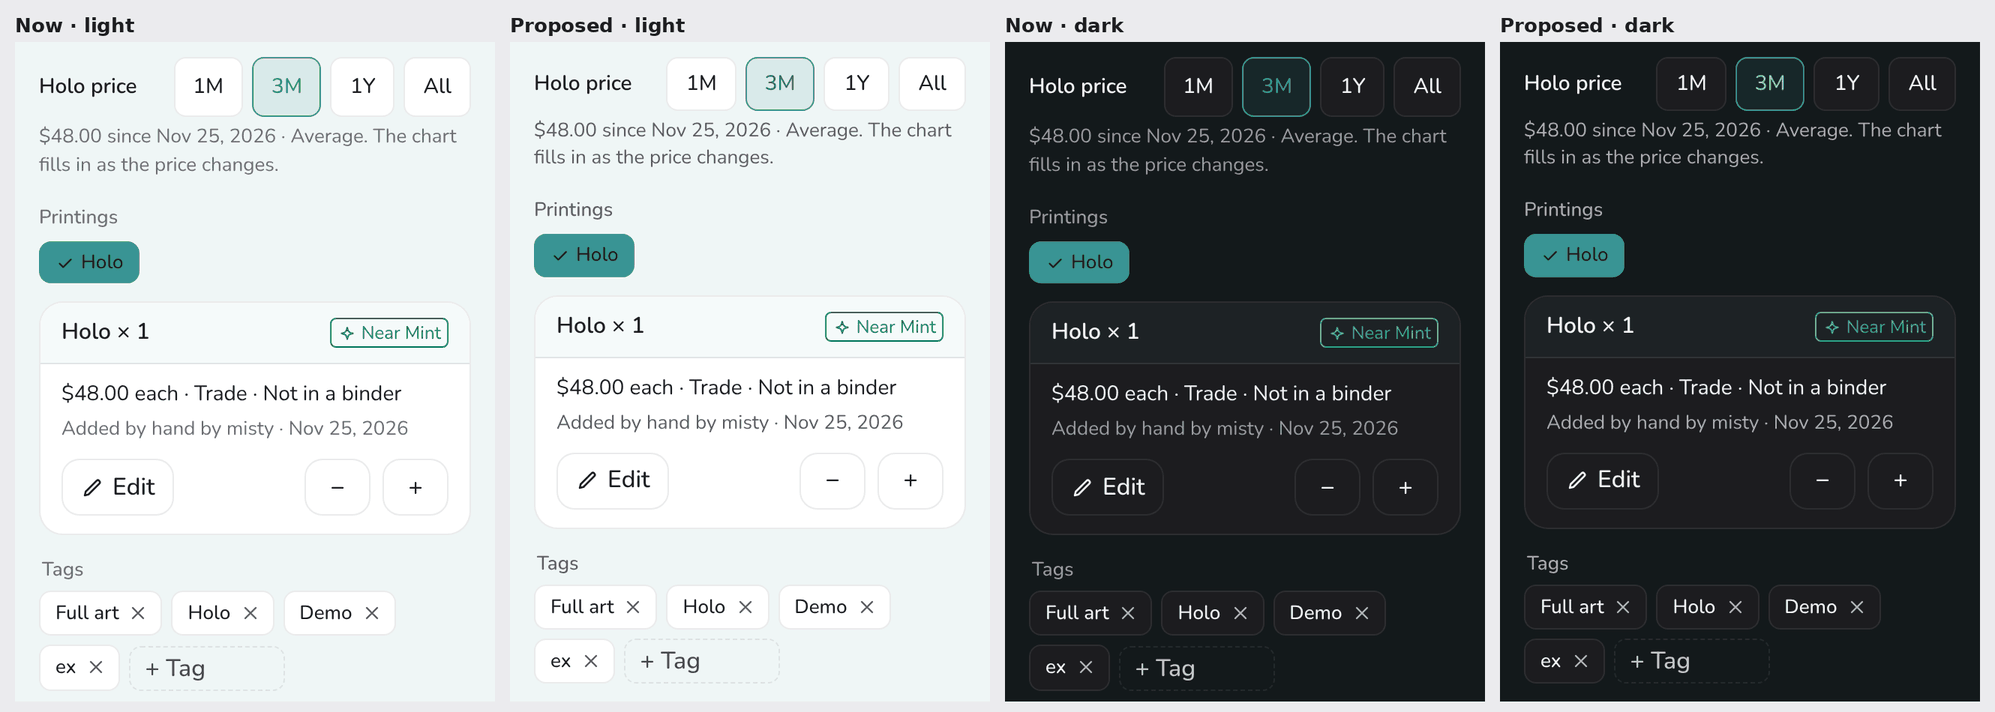 Now · light
Holo price 1M 3M 1Y All
$48.00 since Nov 25, 2026 · Average. The chart
fills in as the price changes.
Printings
✓ Holo
Holo × 1 Near Mint
$48.00 each · Trade · Not in a binder
Added by hand by misty · Nov 25, 2026
Edit − +
Tags
Full art × Holo × Demo ×
ex × + Tag
Proposed · light
Holo price 1M 3M 1Y All
$48.00 since Nov 25, 2026 · Average. The chart
fills in as the price changes.
Printings
✓ Holo
Holo × 1 Near Mint
$48.00 each · Trade · Not in a binder
Added by hand by misty · Nov 25, 2026
Edit − +
Tags
Full art × Holo × Demo ×
ex × + Tag
Now · dark
Holo price 1M 3M 1Y All
$48.00 since Nov 25, 2026 · Average. The chart
fills in as the price changes.
Printings
✓ Holo
Holo × 1 Near Mint
$48.00 each · Trade · Not in a binder
Added by hand by misty · Nov 25, 2026
Edit − +
Tags
Full art × Holo × Demo ×
ex × + Tag
Proposed · dark
Holo price 1M 3M 1Y All
$48.00 since Nov 25, 2026 · Average. The chart
fills in as the price changes.
Printings
✓ Holo
Holo × 1 Near Mint
$48.00 each · Trade · Not in a binder
Added by hand by misty · Nov 25, 2026
Edit − +
Tags
Full art × Holo × Demo ×
ex × + Tag